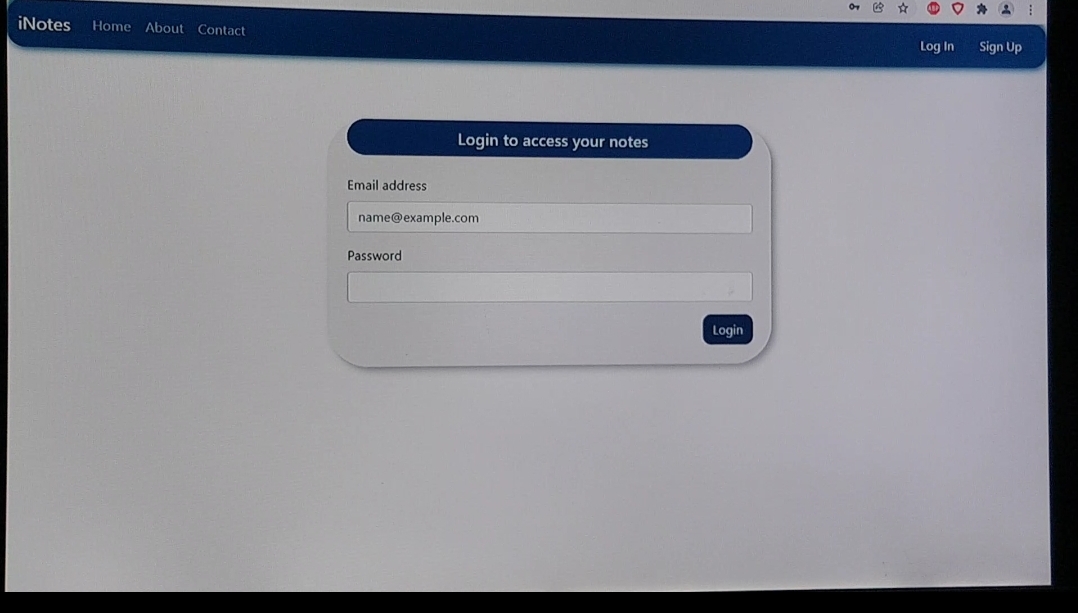 iNotes Home About Contact
Log In Sign Up
Login to access your notes
Email address
name@example.com
Password
Login